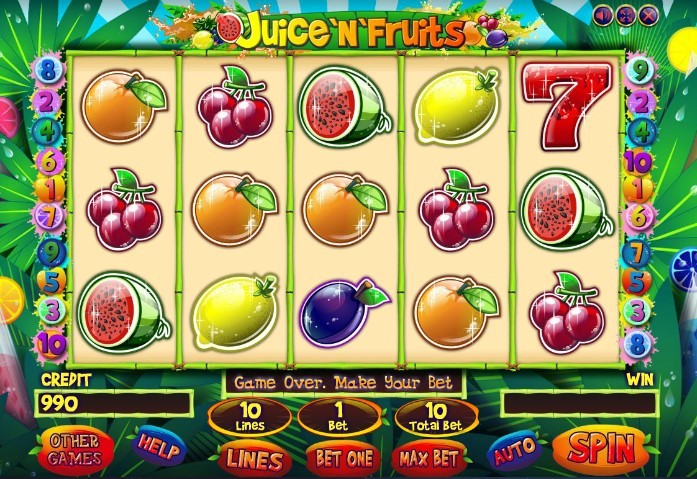 Juice 'N' Fruits
8 9
2 2
4 4
6 10
1 1
7 6
9 7
5 5
3 3
10 8
7
CREDIT
Game Over. Make Your Bet
WIN
990
10
Lines
1
Bet
10
Total Bet
OTHER
GAMES
HELP
LINES
BET ONE
MAX BET
AUTO
SPIN